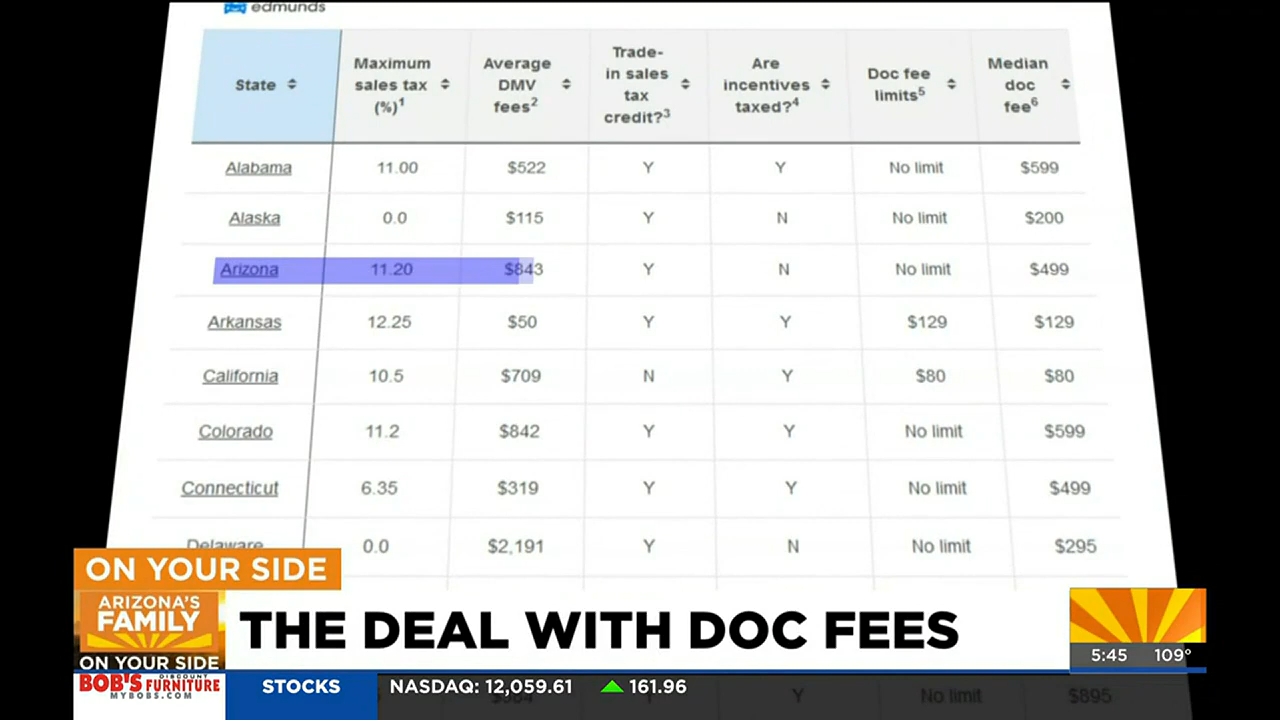 edmunds
State Maximum sales tax (%)1 Average DMV fees2 Trade-in sales tax credit?3 Are incentives taxed?4 Doc fee limits5 Median doc fee6
Alabama 11.00 $522 Y Y No limit $599
Alaska 0.0 $115 Y N No limit $200
Arizona 11.20 $843 Y N No limit $499
Arkansas 12.25 $50 Y Y $129 $129
California 10.5 $709 N Y $80 $80
Colorado 11.2 $842 Y Y No limit $599
Connecticut 6.35 $319 Y Y No limit $499
Delaware 0.0 $2,191 Y N No limit $295
Y No limit $895
ON YOUR SIDE
ARIZONA'S
FAMILY
ON YOUR SIDE
THE DEAL WITH DOC FEES
5:45 109°
BOB'S DISCOUNT
FURNITURE
MYBOBS.COM
STOCKS NASDAQ: 12,059.61 161.96